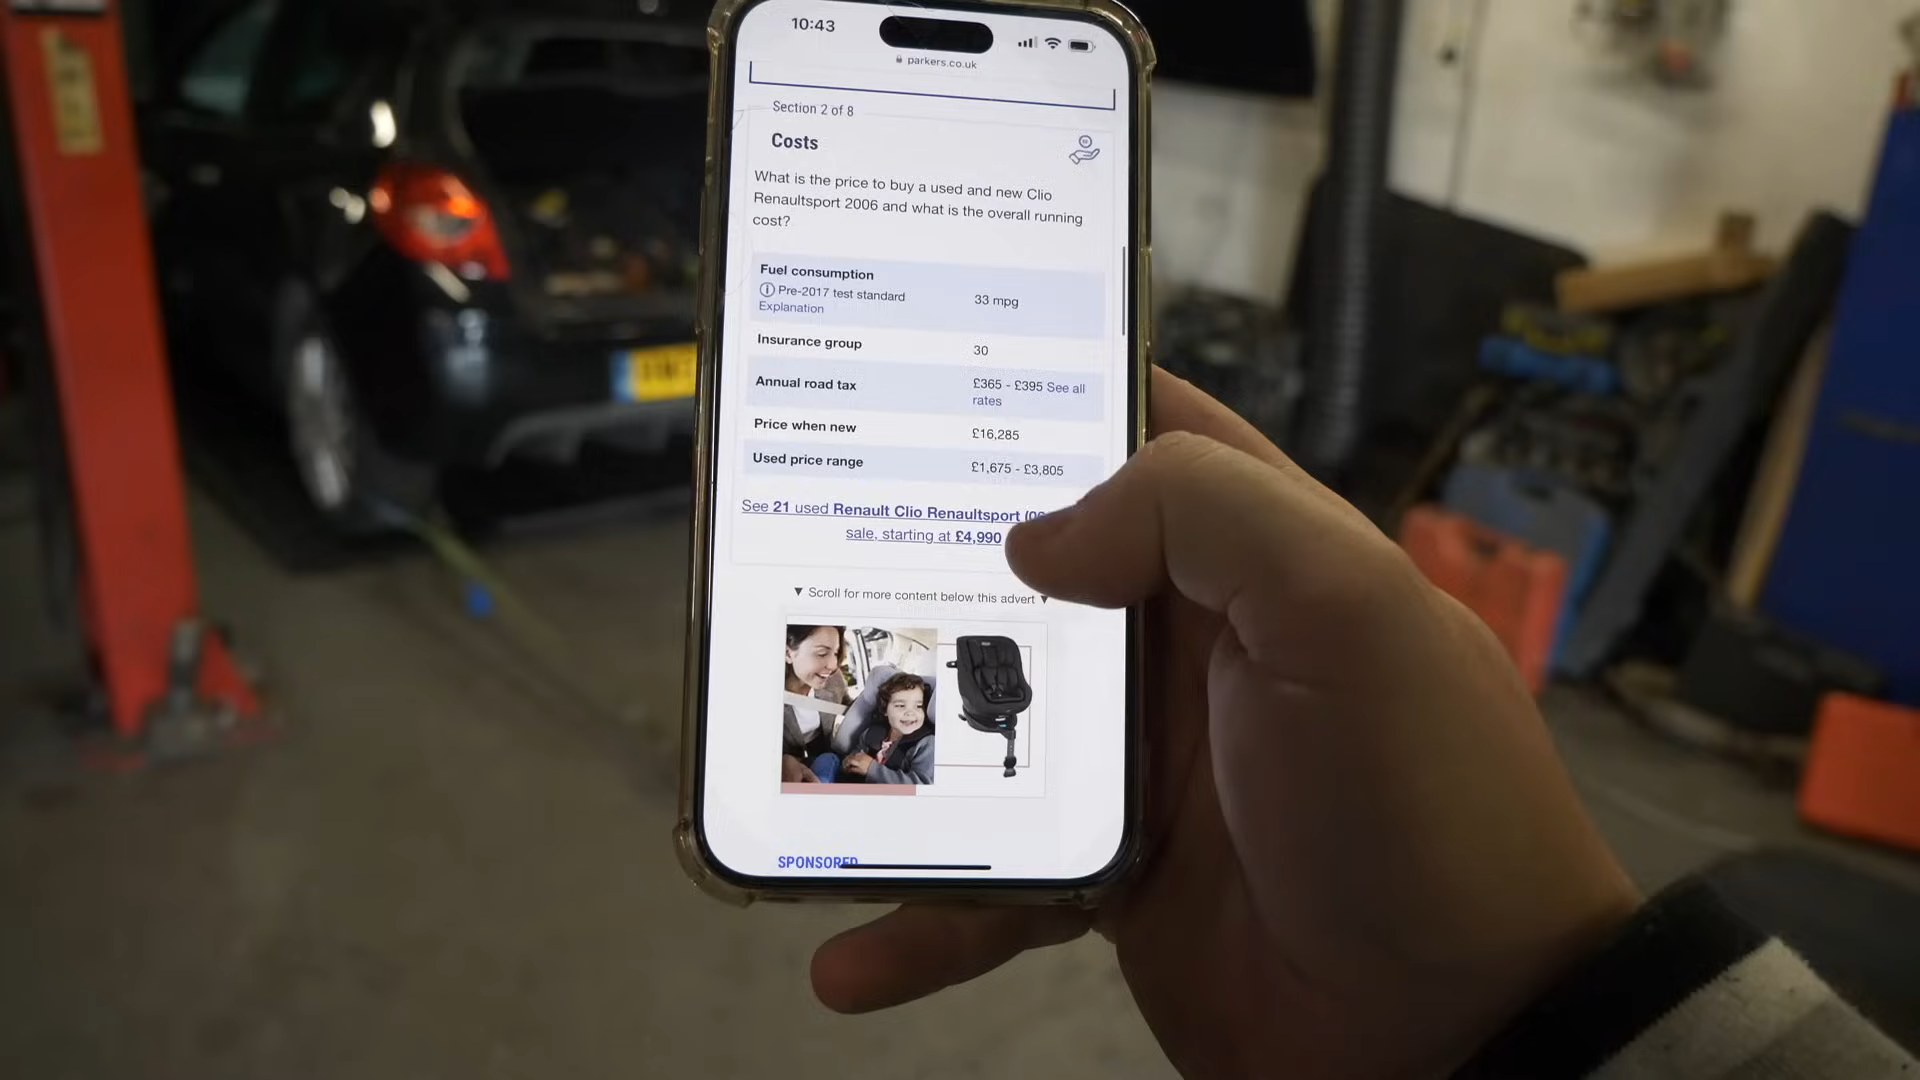 10:43
parkers.co.uk
Section 2 of 8
Costs
What is the price to buy a used and new Clio
Renaultsport 2006 and what is the overall running
cost?
Fuel consumption
Pre-2017 test standard
Explanation
33 mpg
Insurance group
30
Annual road tax
£365 - £395 See all
rates
Price when new
£16,285
Used price range
£1,675 - £3,805
See 21 used Renault Clio Renaultsport
sale, starting at £4,990
▼ Scroll for more content below this advert ▼
SPONSORED